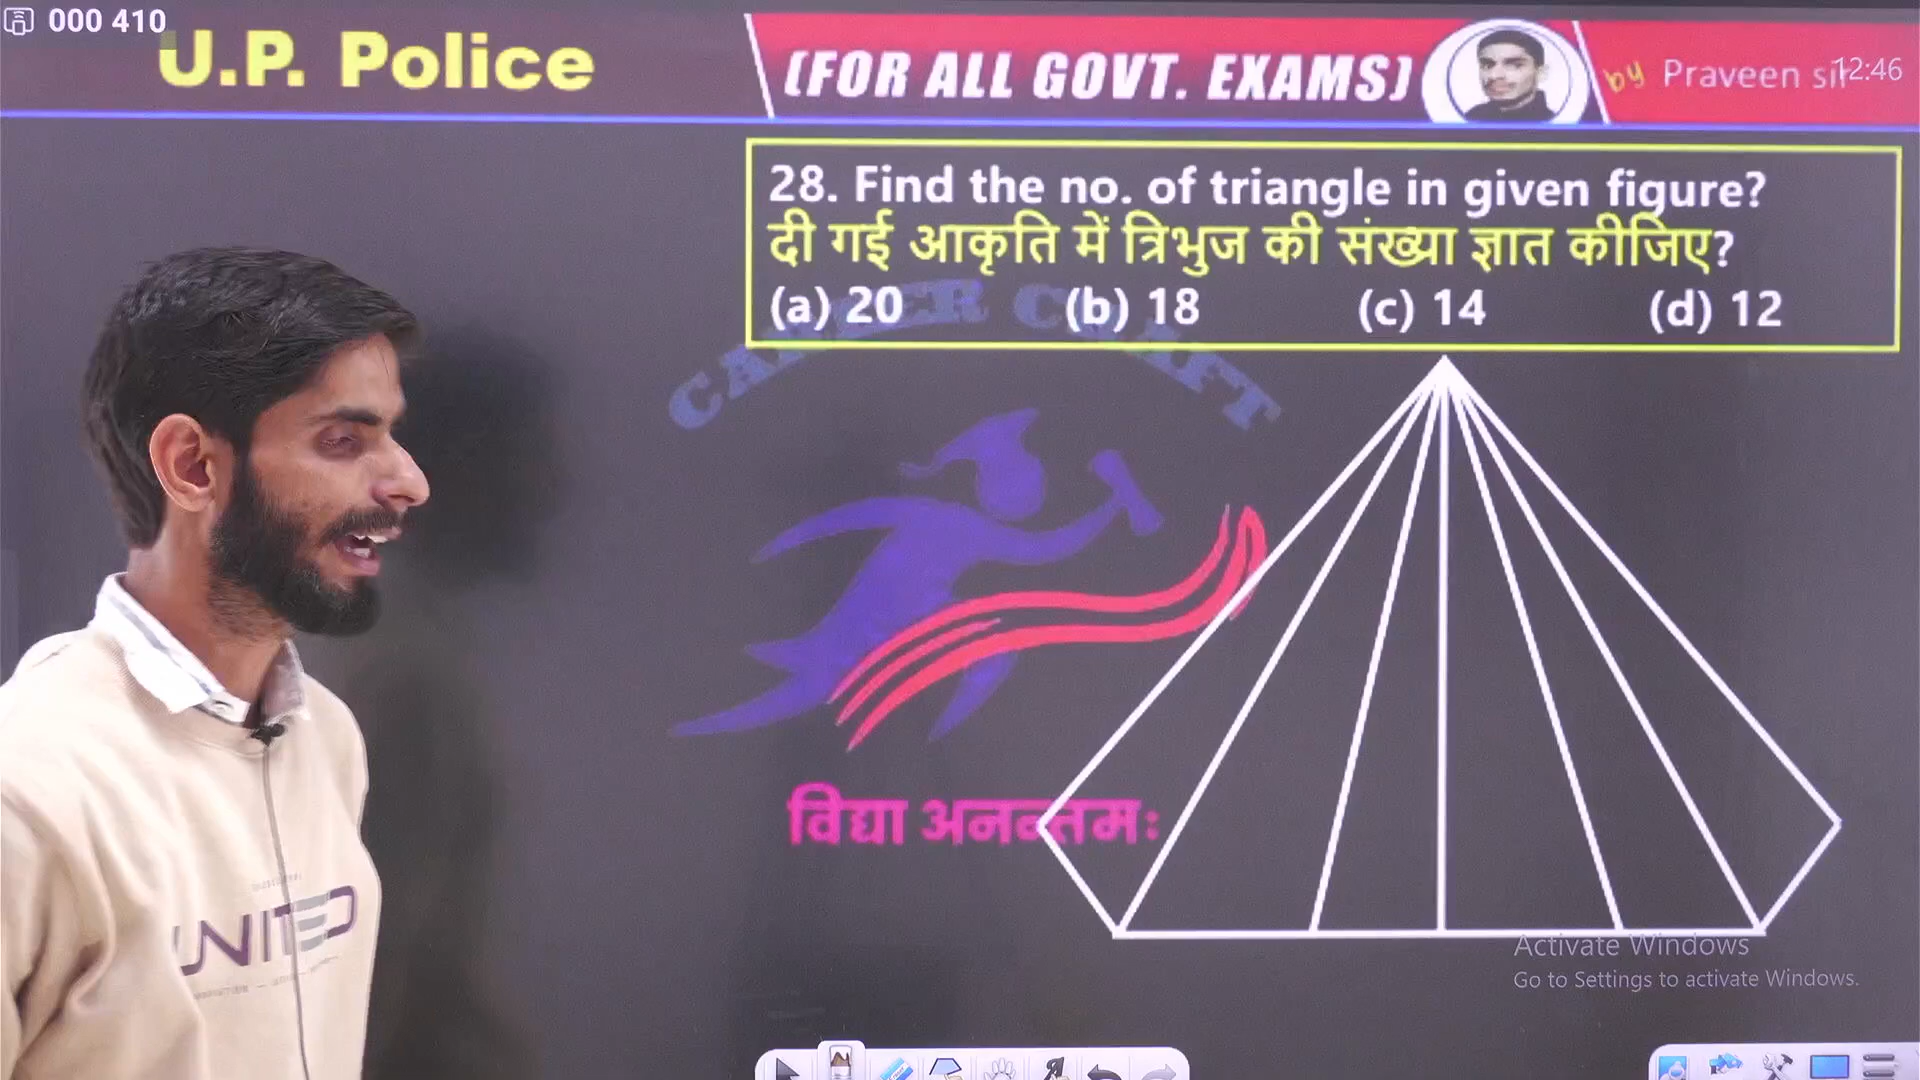 000 410
U.P. Police
(FOR ALL GOVT. EXAMS)
by Praveen sir
12:46
28. Find the no. of triangle in given figure?
दी गई आकृति में त्रिभुज की संख्या ज्ञात कीजिए?
(a) 20 (b) 18 (c) 14 (d) 12
CAREER CRAFT
विद्या अनन्तमः
UNITED
Activate Windows
Go to Settings to activate Windows.